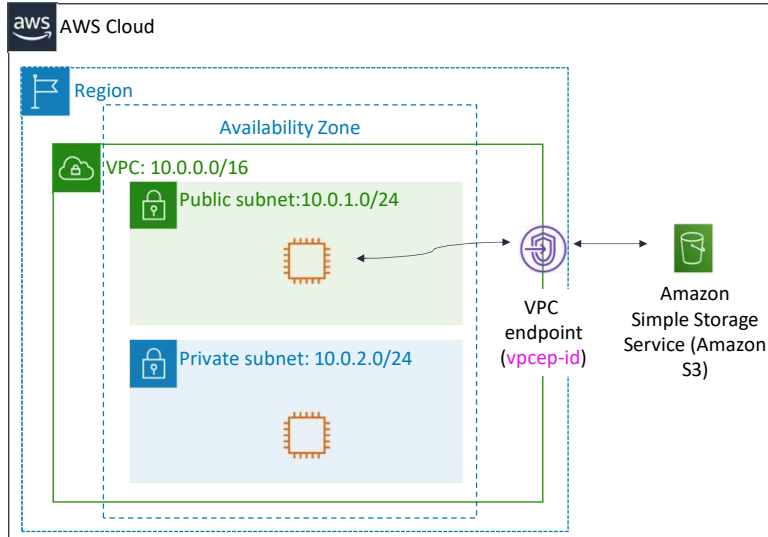 aws
AWS Cloud
Region
Availability Zone
VPC: 10.0.0.0/16
Public subnet:10.0.1.0/24
VPC
endpoint
(vpcep-id)
Amazon
Simple Storage
Service (Amazon
S3)
Private subnet: 10.0.2.0/24